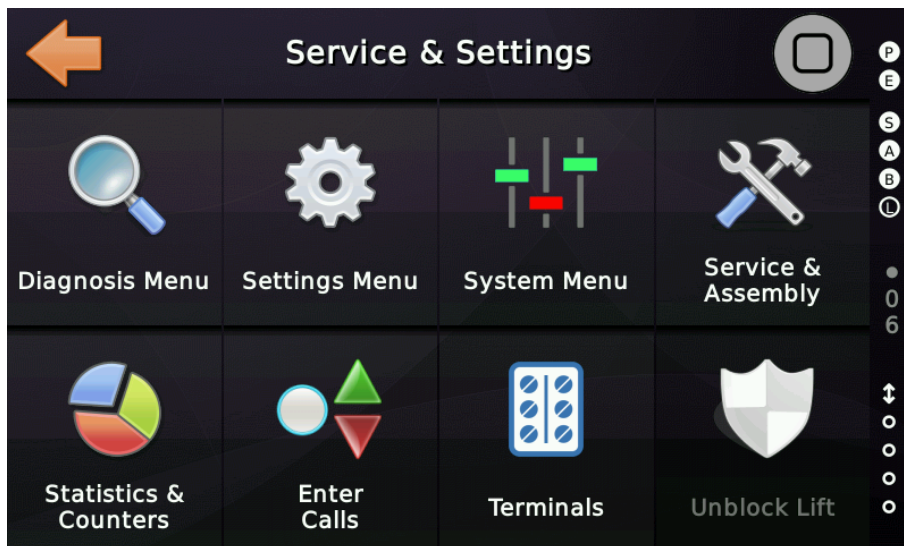 Service & Settings
P
E
S
A
B
L
Diagnosis Menu
Settings Menu
System Menu
Service &
Assembly
0
6
Statistics &
Counters
Enter
Calls
Terminals
Unblock Lift